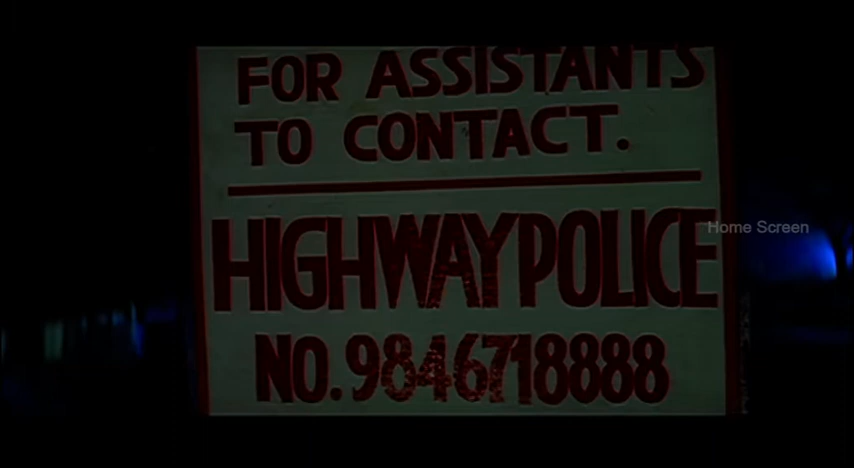 FOR ASSISTANTS
TO CONTACT.
HIGHWAY POLICE
Home Screen
NO. 9846718888